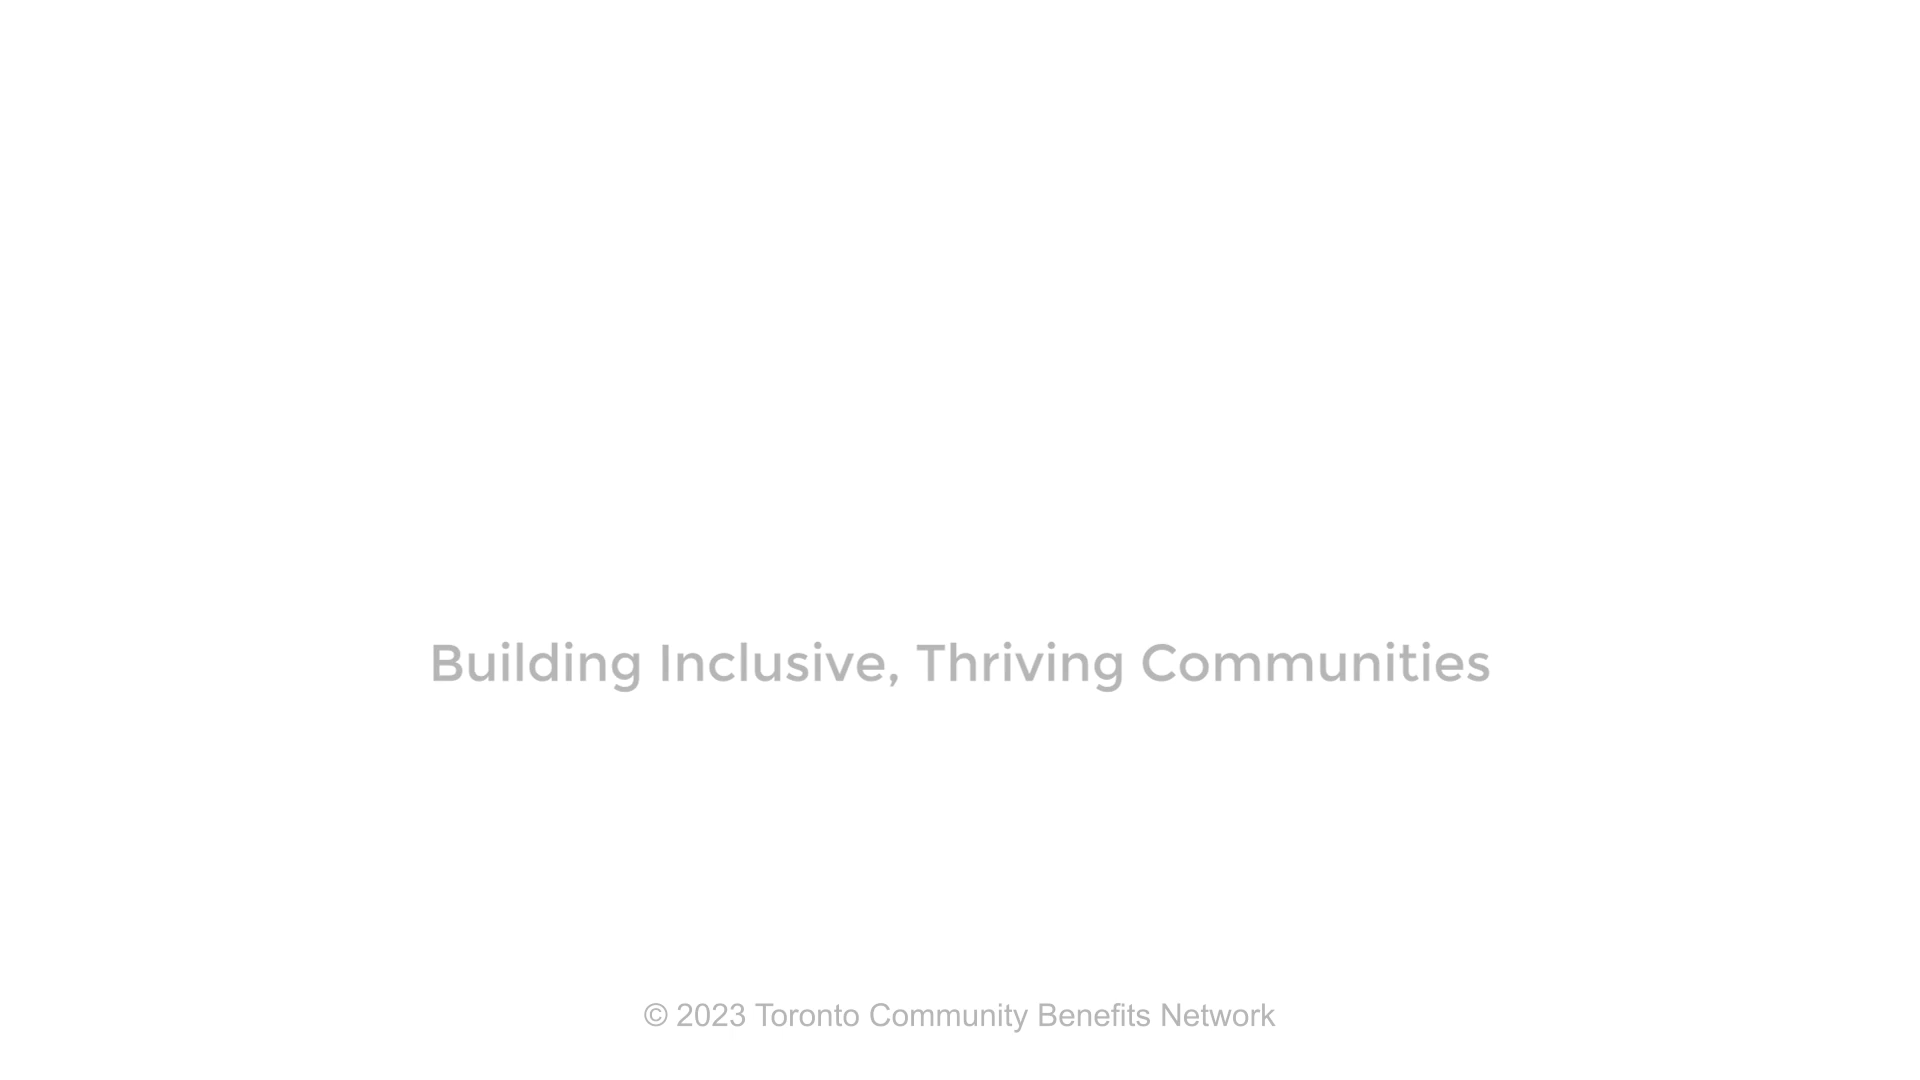 Building Inclusive, Thriving Communities
© 2023 Toronto Community Benefits Network